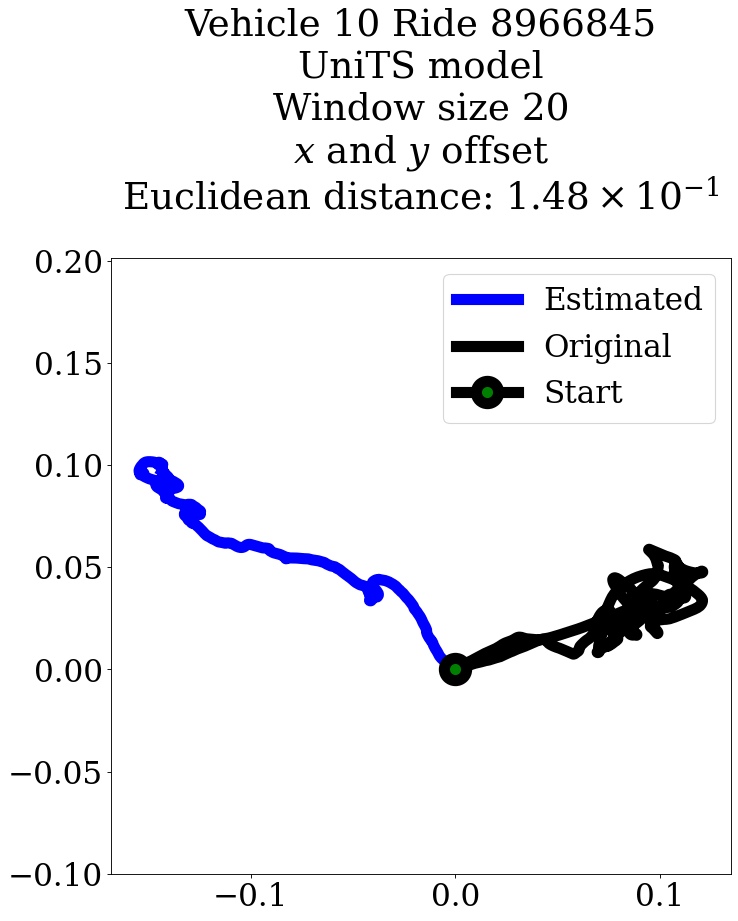 Vehicle 10 Ride 8966845
UniTS model
Window size 20
x and y offset
Euclidean distance: 1.48 × 10⁻¹
0.20
0.15
0.10
0.05
0.00
−0.05
−0.10
−0.1
0.0
0.1
Estimated
Original
Start